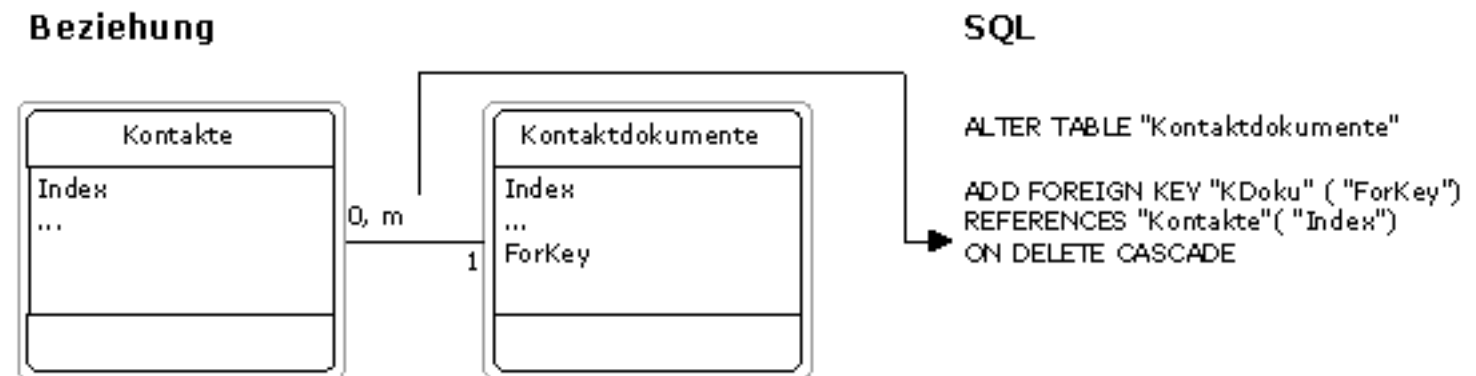 Beziehung
SQL
Kontakte
Index
...
0, m
1
Kontaktdokumente
Index
...
ForKey
ALTER TABLE "Kontaktdokumente"
ADD FOREIGN KEY "KDoku" ( "ForKey")
REFERENCES "Kontakte"( "Index")
ON DELETE CASCADE